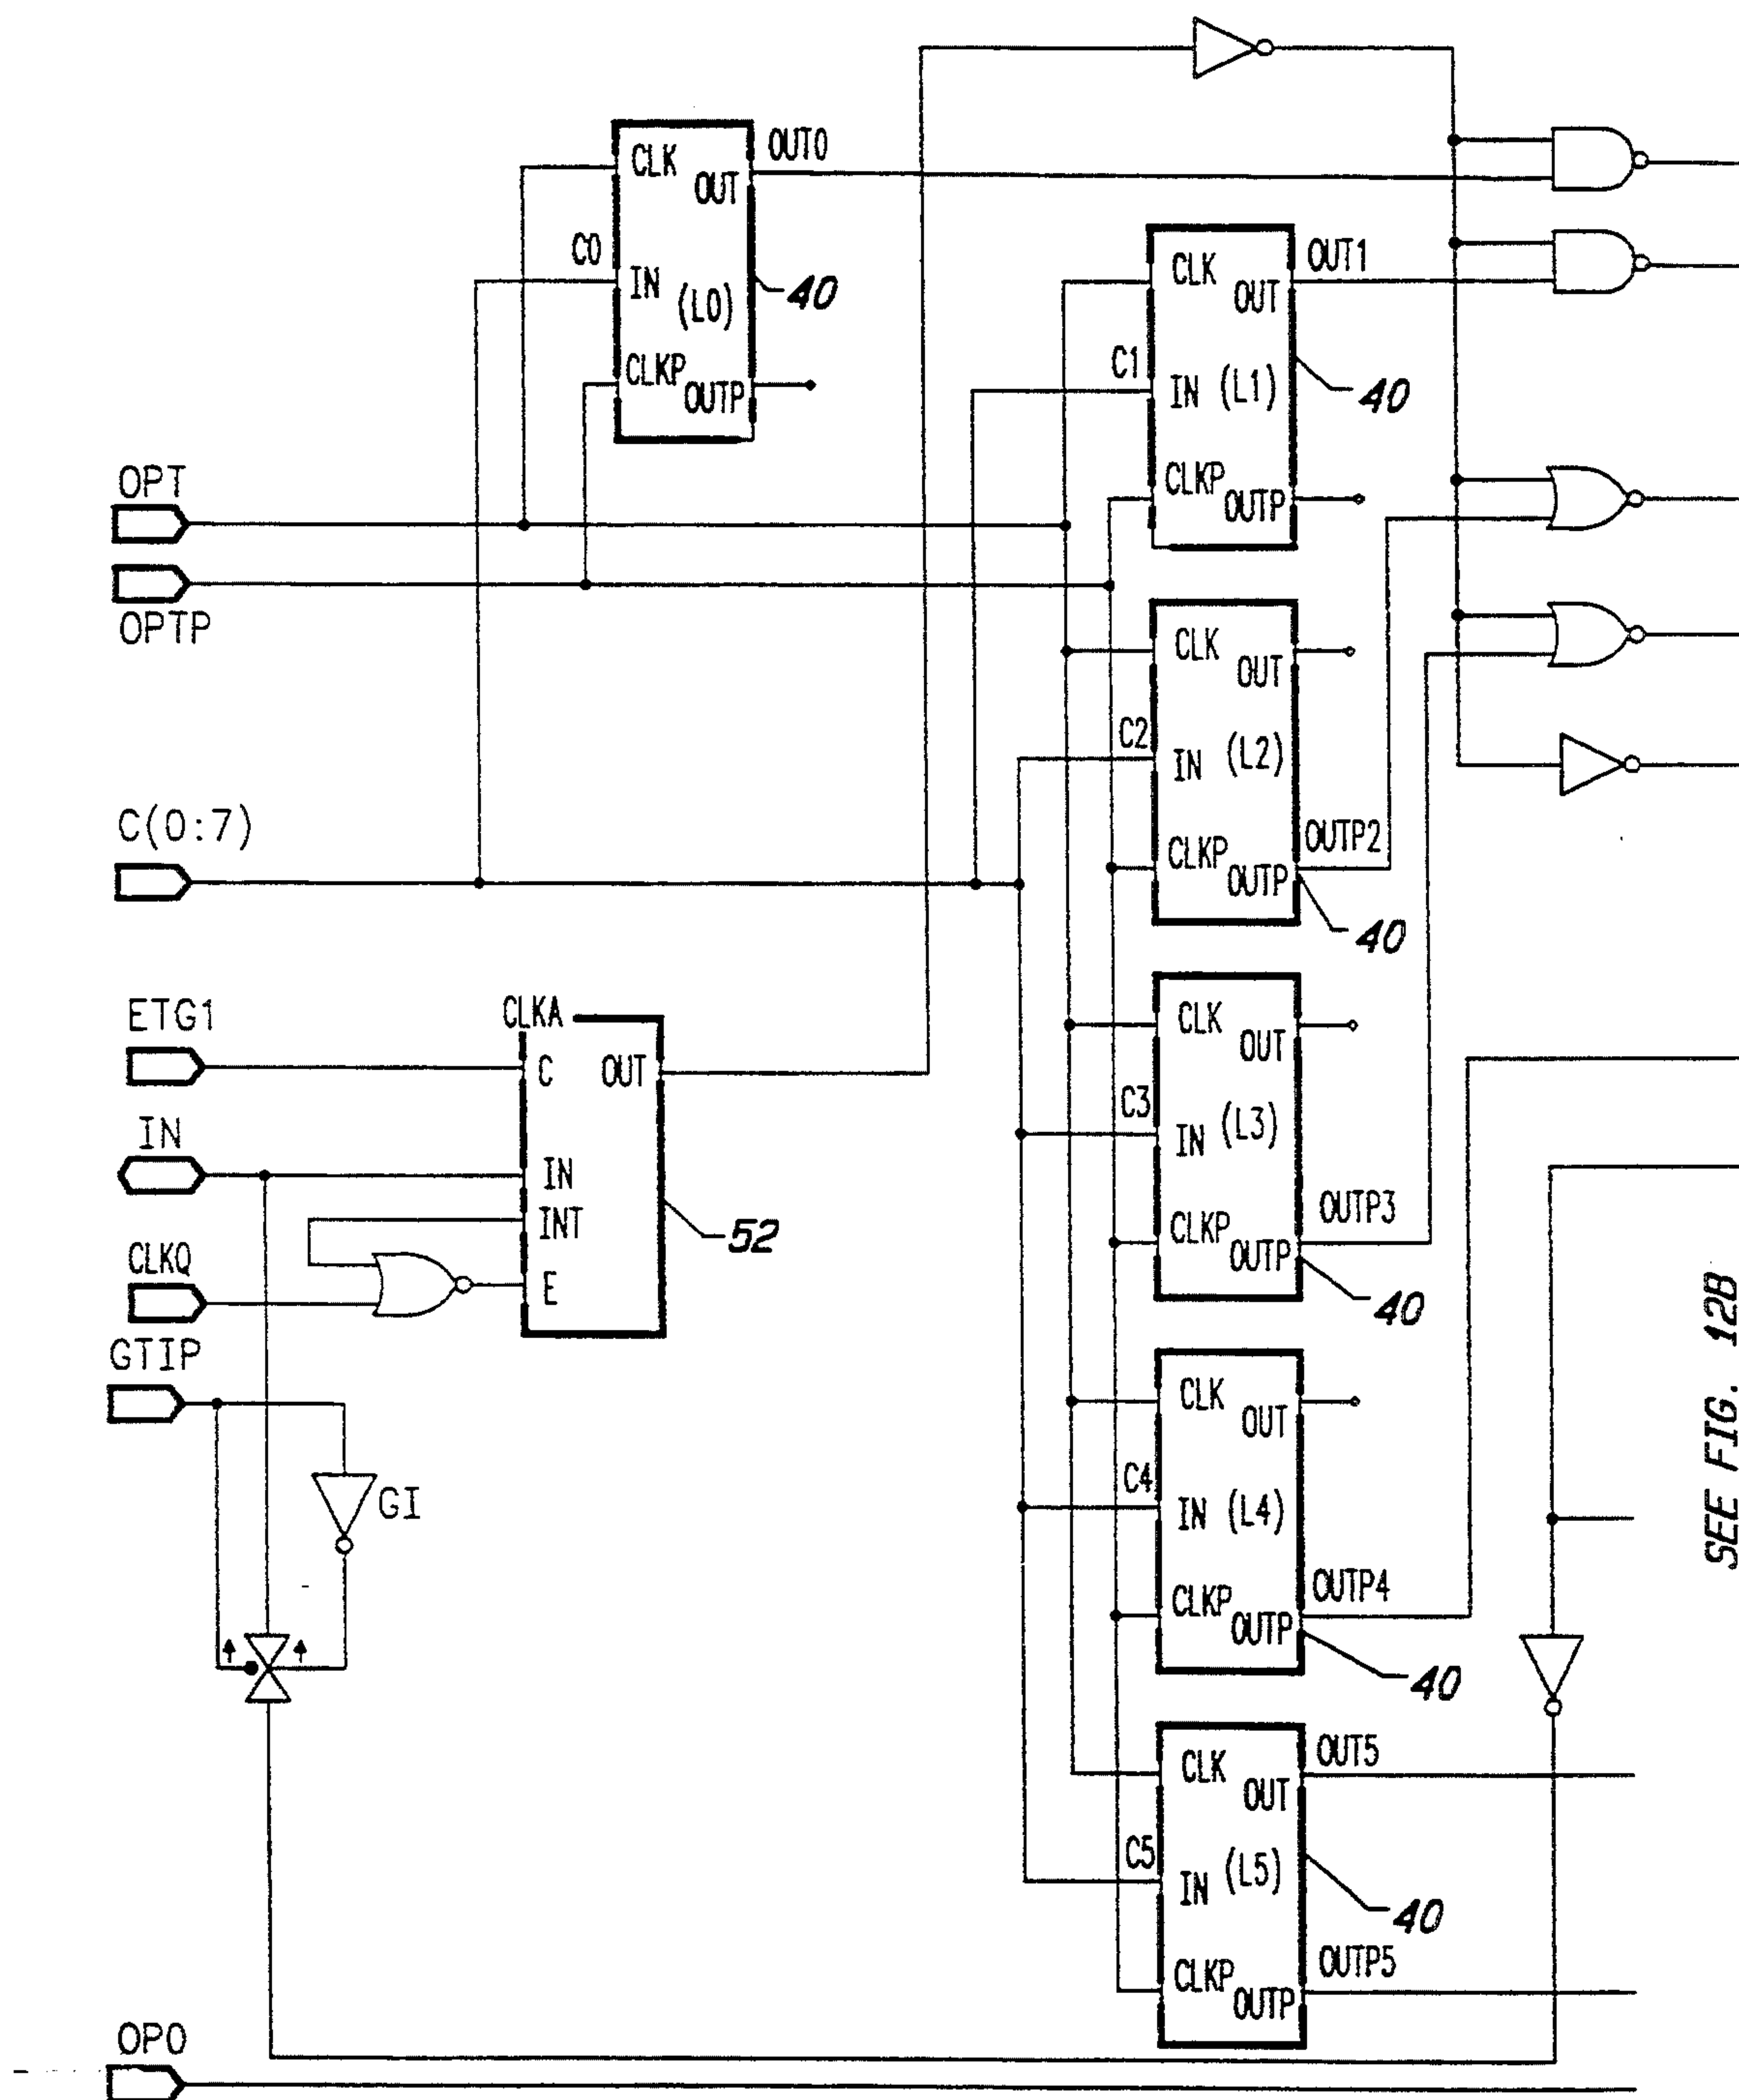 OUT0
CLK
OUT
C0
IN
(L0)
40
CLKP
OUTP
OUT1
CLK
OUT
C1
IN (L1)
40
CLKP
OUTP
OPT
OPTP
CLK
OUT
C2
IN (L2)
CLKP
OUTP2
OUTP
40
C(0:7)
ETG1
CLKA
C OUT
IN
IN
INT
52
CLKQ
E
CLK
OUT
C3
IN (L3)
OUTP3
CLKP
OUTP
40
GTIP
GI
CLK
OUT
C4
IN (L4)
OUTP4
CLKP
OUTP
40
SEE FIG. 12B
OUT5
CLK
OUT
C5
IN (L5)
40
OUTP5
CLKP
OUTP
OPO